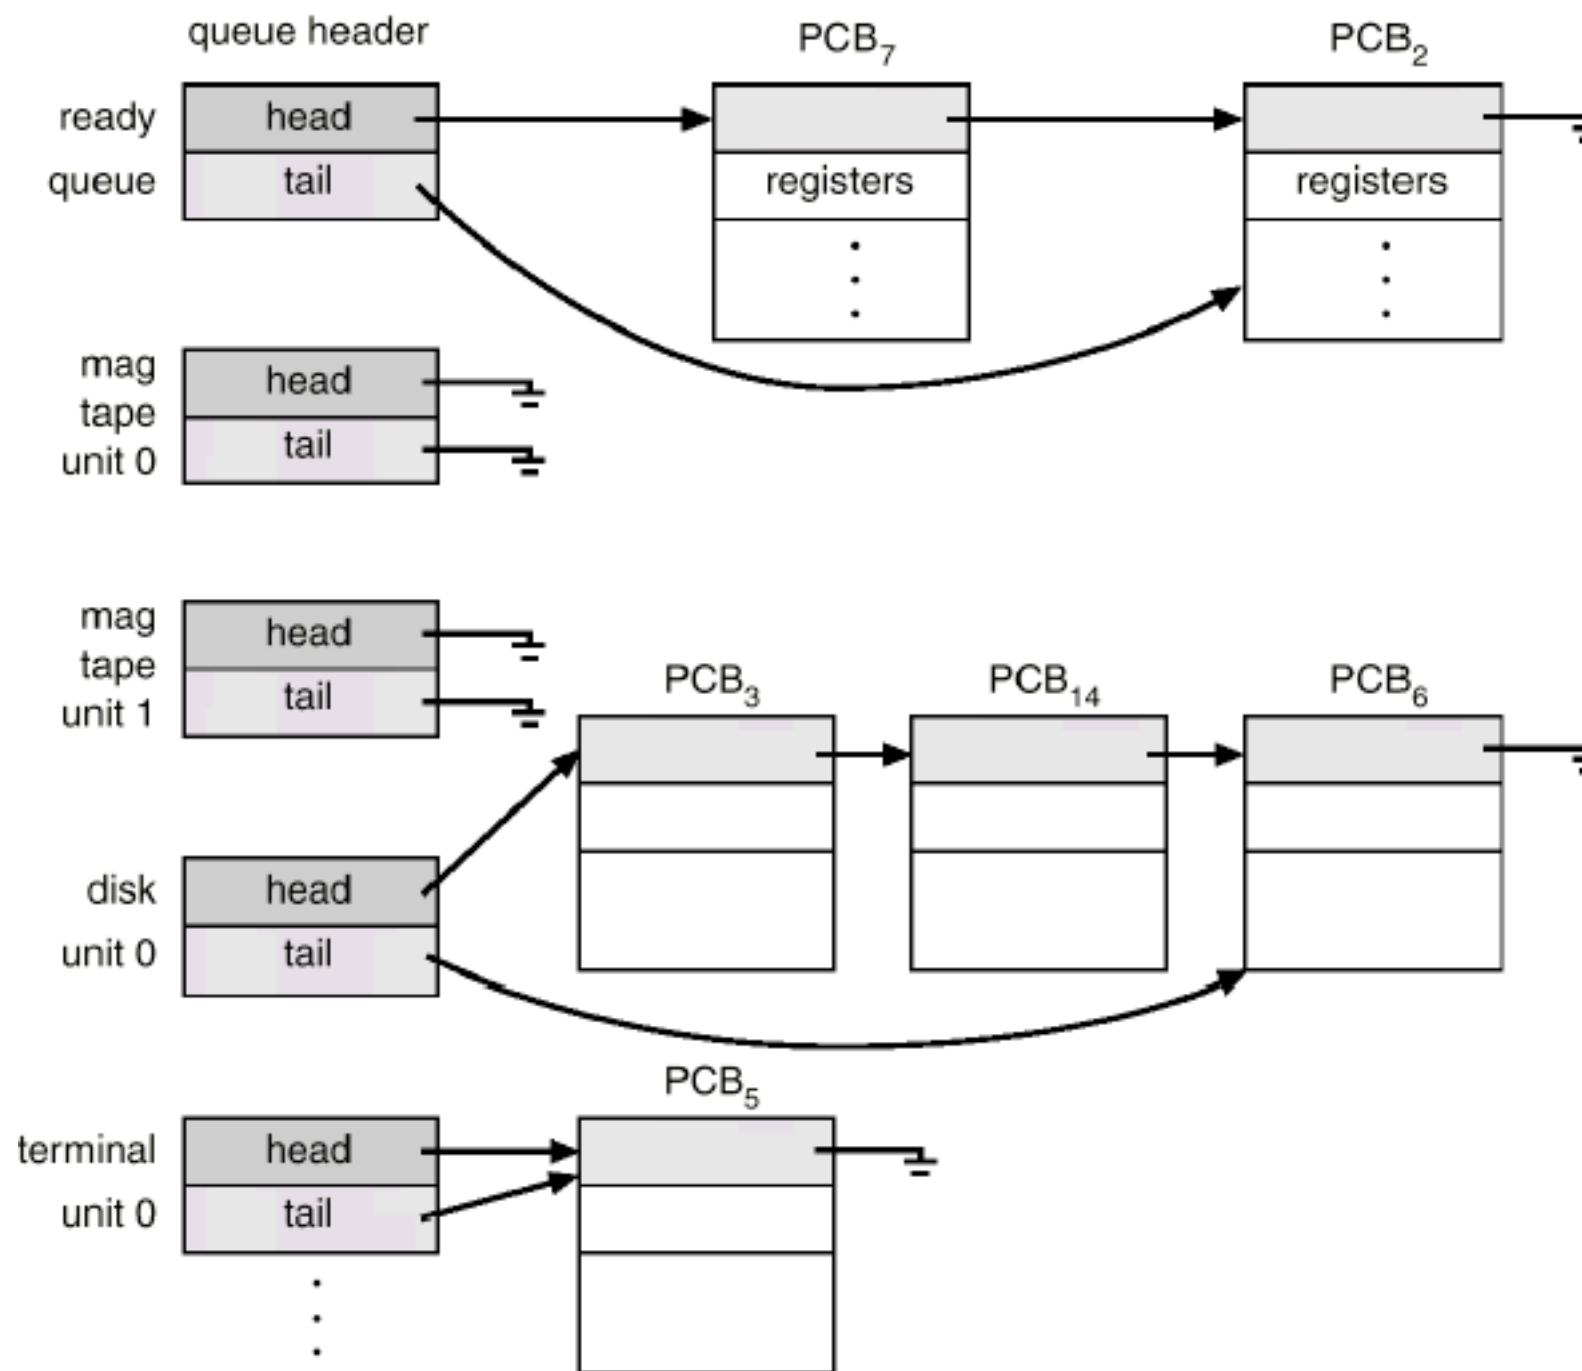 queue header
PCB7
PCB2
ready
head
queue
tail
registers
registers
mag
tape
unit 0
head
tail
mag
tape
unit 1
head
tail
PCB3
PCB14
PCB6
disk
head
unit 0
tail
PCB5
terminal
head
unit 0
tail